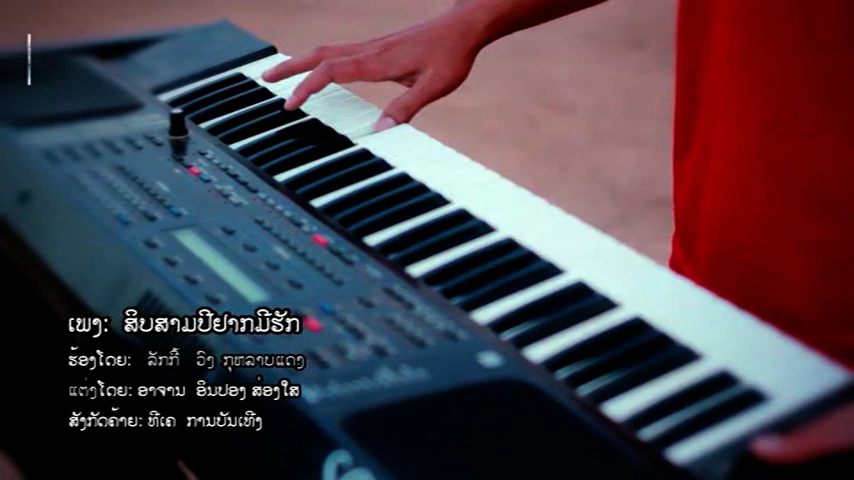 ເພງ: ສິບສາມປີຢາກມີຮັກ
ຮ້ອງໂດຍ: ລັກກີ້ ວົງ ກຸຫລາບແດງ
ແຕ່ງໂດຍ: ອາຈານ ອິນປອງ ສ່ອງໃສ
ສັງກັດຄ້າຍ: ທີເຄ ການບັນເທີງ